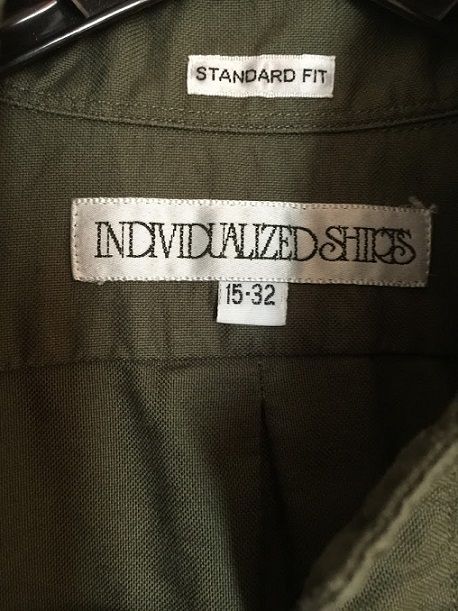 STANDARD FIT
INDIVIDUALIZED SHIRTS
15-32